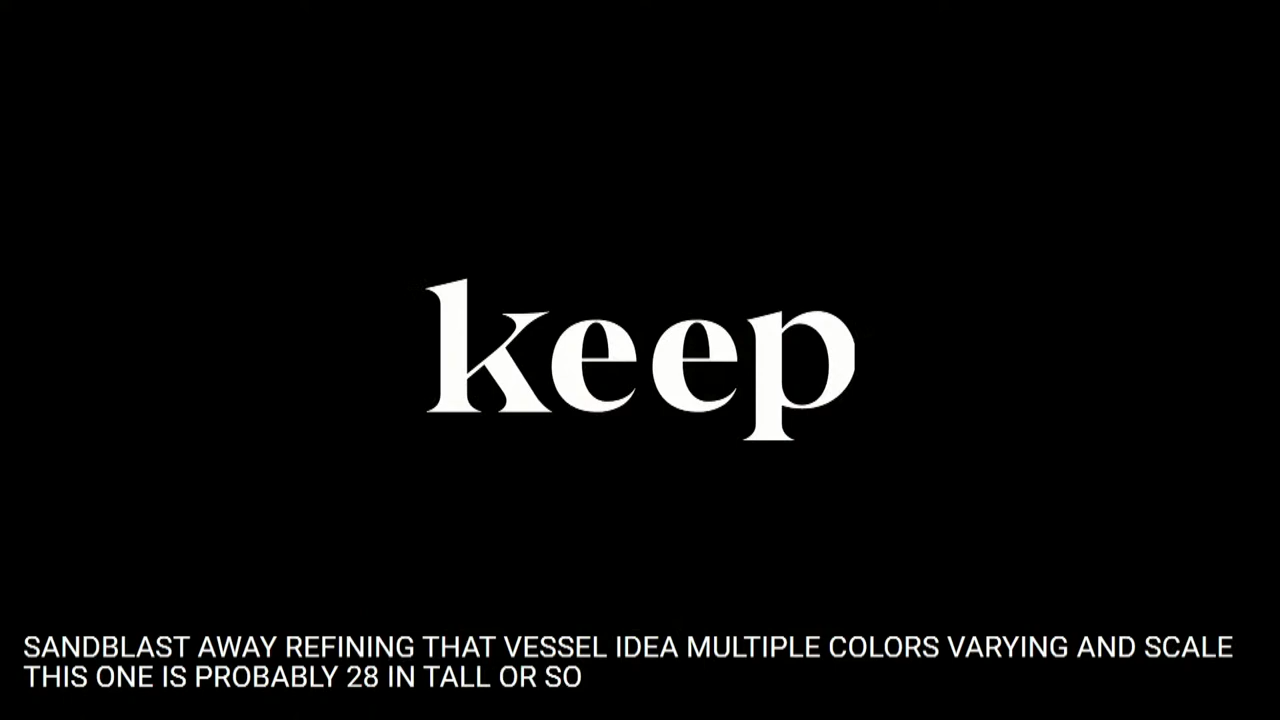 keep
SANDBLAST AWAY REFINING THAT VESSEL IDEA MULTIPLE COLORS VARYING AND SCALE
THIS ONE IS PROBABLY 28 IN TALL OR SO